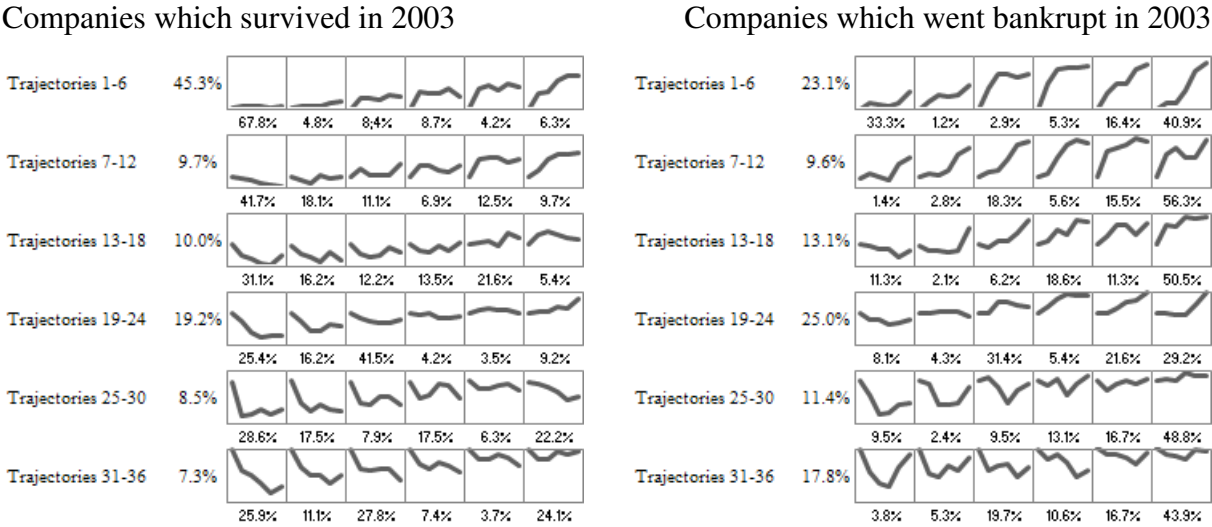 Companies which survived in 2003
Companies which went bankrupt in 2003
Trajectories 1-6 45.3%
67.8% 4.8% 8;4% 8.7% 4.2% 6.3%
Trajectories 7-12 9.7%
41.7% 18.1% 11.1% 6.9% 12.5% 9.7%
Trajectories 13-18 10.0%
31.1% 16.2% 12.2% 13.5% 21.6% 5.4%
Trajectories 19-24 19.2%
25.4% 16.2% 41.5% 4.2% 3.5% 9.2%
Trajectories 25-30 8.5%
28.6% 17.5% 7.9% 17.5% 6.3% 22.2%
Trajectories 31-36 7.3%
25.9% 11.1% 27.8% 7.4% 3.7% 24.1%
Trajectories 1-6 23.1%
33.3% 1.2% 2.9% 5.3% 16.4% 40.9%
Trajectories 7-12 9.6%
1.4% 2.8% 18.3% 5.6% 15.5% 56.3%
Trajectories 13-18 13.1%
11.3% 2.1% 6.2% 18.6% 11.3% 50.5%
Trajectories 19-24 25.0%
8.1% 4.3% 31.4% 5.4% 21.6% 29.2%
Trajectories 25-30 11.4%
9.5% 2.4% 9.5% 13.1% 16.7% 48.8%
Trajectories 31-36 17.8%
3.8% 5.3% 19.7% 10.6% 16.7% 43.9%